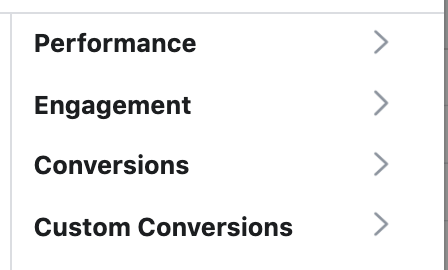 Performance
Engagement
Conversions
Custom Conversions